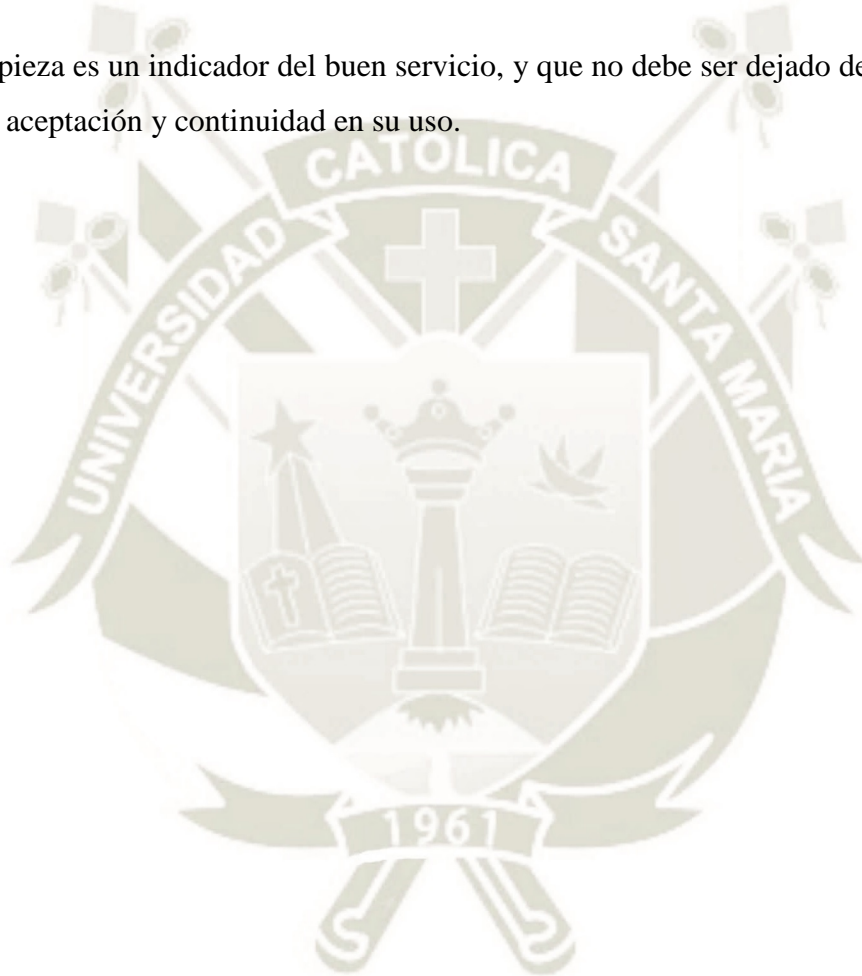 pieza es un indicador del buen servicio, y que no debe ser dejado de
aceptación y continuidad en su uso.
CATOLICA
UNIVERSIDAD
SANTA MARIA
1961